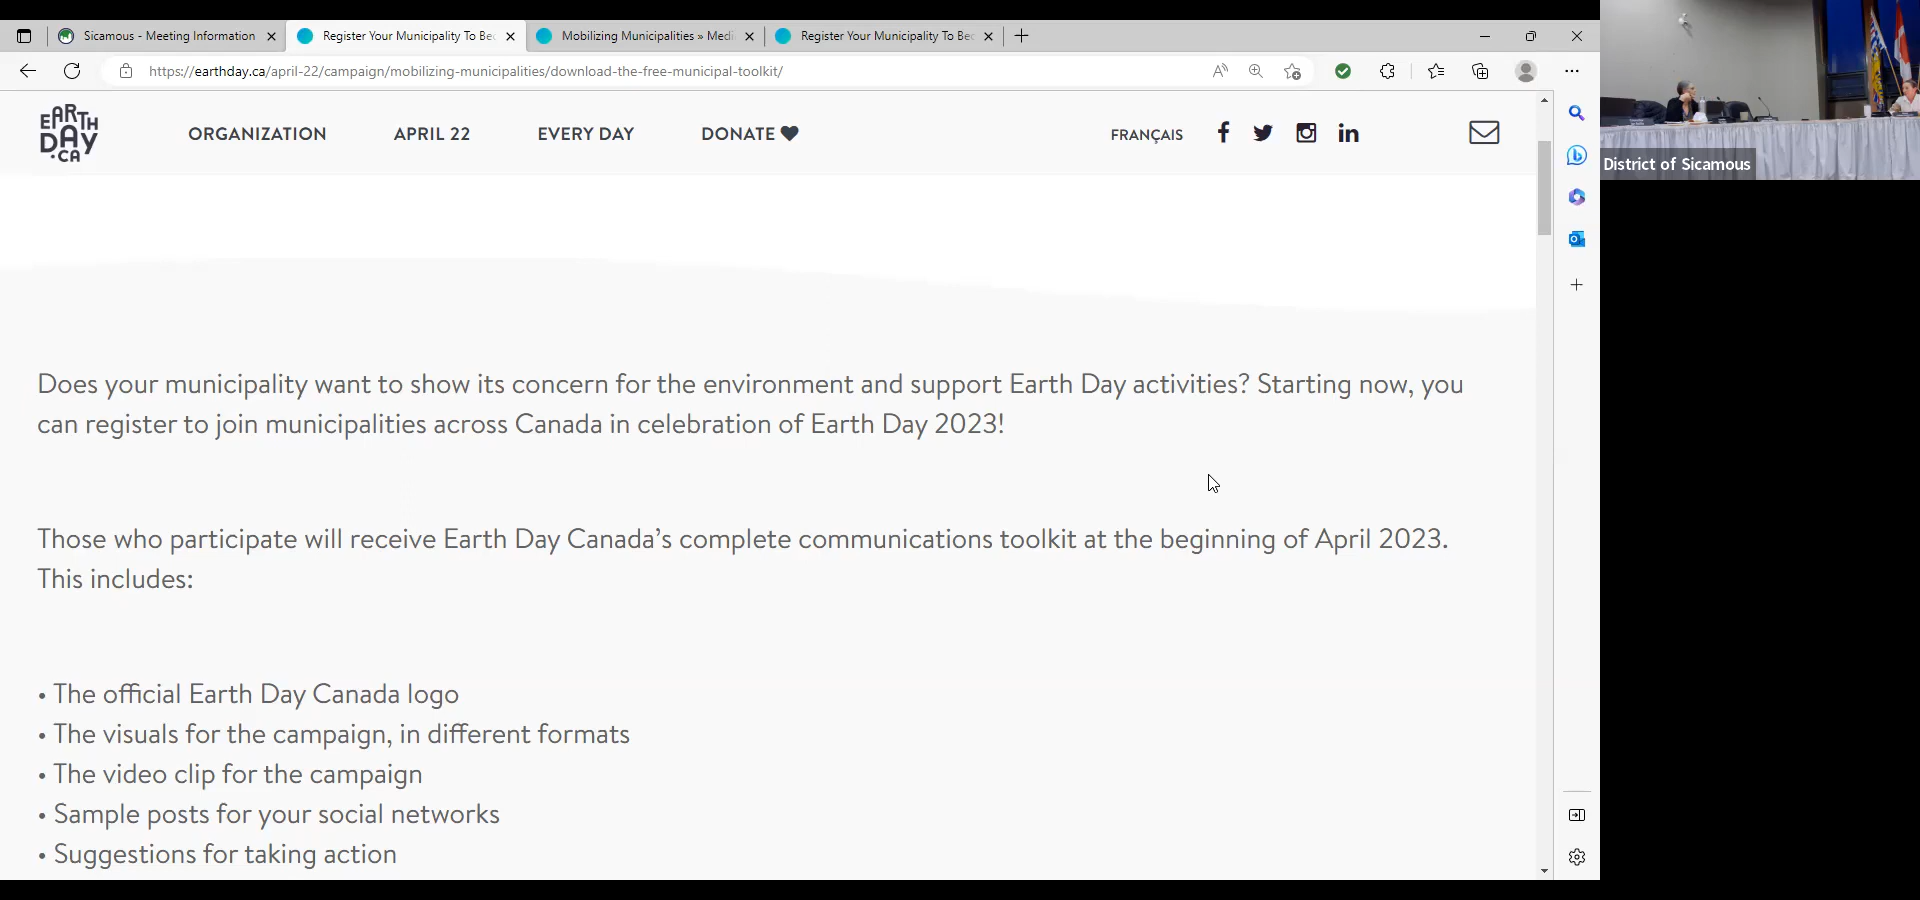 Sicamous - Meeting Information
Register Your Municipality To Bec
Mobilizing Municipalities » Medi
Register Your Municipality To Bec
https://earthday.ca/april-22/campaign/mobilizing-municipalities/download-the-free-municipal-toolkit/
EARTH
DAY
.CA
ORGANIZATION
APRIL 22
EVERY DAY
DONATE
FRANÇAIS
District of Sicamous
Does your municipality want to show its concern for the environment and support Earth Day activities? Starting now, you
can register to join municipalities across Canada in celebration of Earth Day 2023!
Those who participate will receive Earth Day Canada’s complete communications toolkit at the beginning of April 2023.
This includes:
• The official Earth Day Canada logo
• The visuals for the campaign, in different formats
• The video clip for the campaign
• Sample posts for your social networks
• Suggestions for taking action